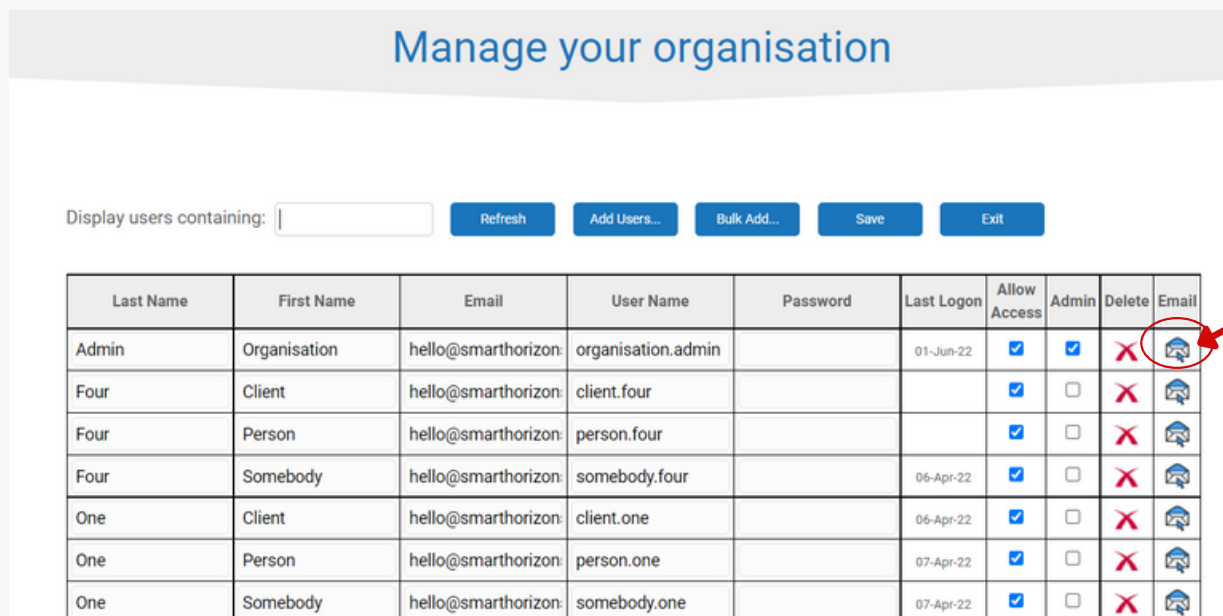 Manage your organisation
Display users containing: Refresh Add Users... Bulk Add... Save Exit
Last Name First Name Email User Name Password Last Logon Allow Access Admin Delete Email
Admin Organisation hello@smarthorizon organisation.admin 01-Jun-22
Four Client hello@smarthorizon client.four
Four Person hello@smarthorizon person.four
Four Somebody hello@smarthorizon somebody.four 06-Apr-22
One Client hello@smarthorizon client.one 06-Apr-22
One Person hello@smarthorizon person.one 07-Apr-22
One Somebody hello@smarthorizon somebody.one 07-Apr-22